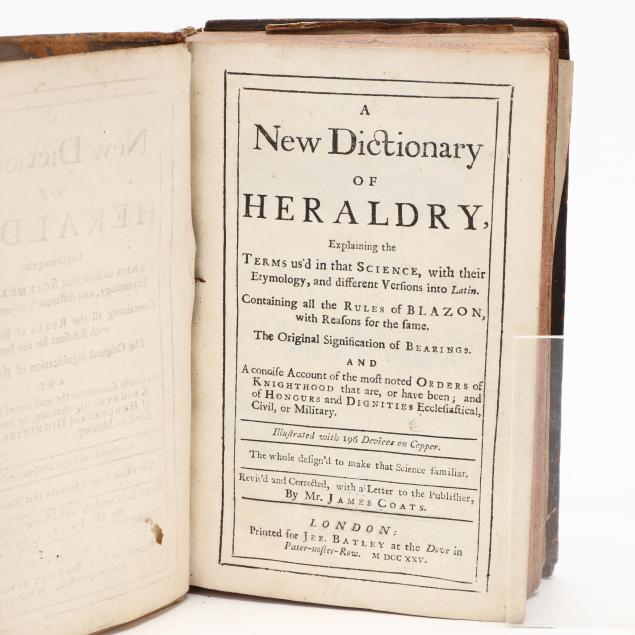 A
New Dictionary
OF
HERALDRY,
Explaining the
TERMS us'd in that SCIENCE, with their
Etymology, and different Verſions into Latin.
Containing all the RULES of BLAZON,
with Reaſons for the ſame.
The Original Signification of BEARINGS.
AND
A conciſe Account of the moſt noted ORDERS of
KNIGHTHOOD that are, or have been; and
of HONOURS and DIGNITIES Eccleſiaſtical,
Civil, or Military.
Illuſtrated with 196 Devices on Copper.
The whole deſign'd to make that Science familiar.
Revis'd and Corrected, with a Letter to the Publiſher,
By Mr. JAMES COATS.
LONDON:
Printed for JER. BATLEY at the Dove in
Pater-noſter-Row. M DCC XXV.